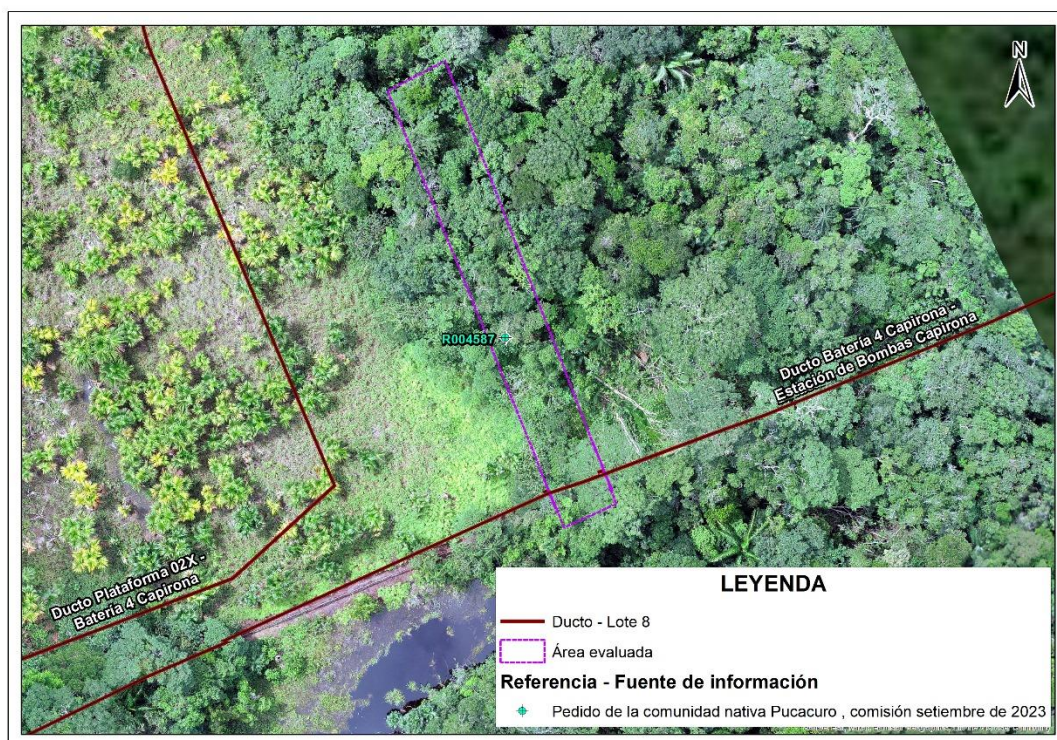 N
R004587
Ducto Batería 4 Capirona -
Estación de Bombas Capirona
Ducto Plataforma 02X -
Batería 4 Capirona
LEYENDA
Ducto - Lote 8
Área evaluada
Referencia - Fuente de información
Pedido de la comunidad nativa Pucacuro , comisión setiembre de 2023